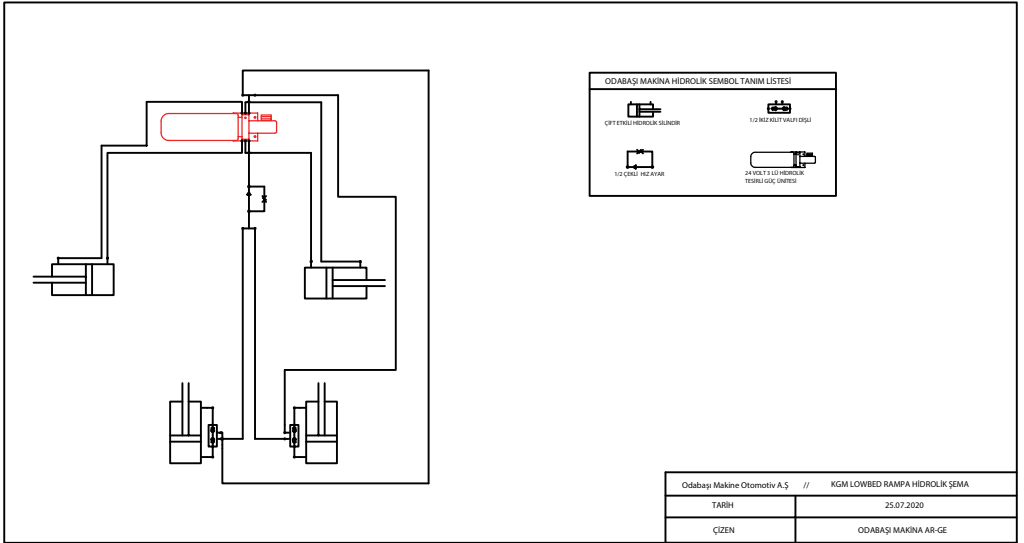 ODABAŞI MAKİNA HİDROLİK SEMBOL TANIM LİSTESİ
ÇİFT ETKİLİ HİDROLİK SİLİNDİR
1/2 İKİZ KİLİT VALFI DİŞLİ
1/2 ÇEKLİ HIZ AYAR
24 VOLT 3 LÜ HİDROLİK
TESİRLİ GÜÇ ÜNİTESİ
Odabaşı Makine Otomotiv A.Ş // KGM LOWBED RAMPA HİDROLİK ŞEMA
TARİH 25.07.2020
ÇİZEN ODABAŞI MAKİNA AR-GE